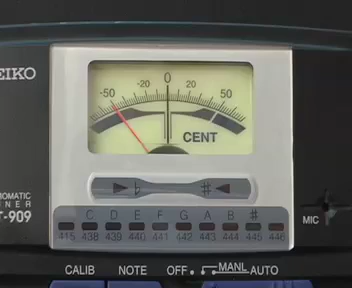 EIKO
-50 -20 0 20 50
CENT
♭ ♯
C D E F G A B ♯
415 438 439 440 441 442 443 444 445 446
OMATIC
UNER
T-909
MIC
CALIB NOTE OFF MANL AUTO